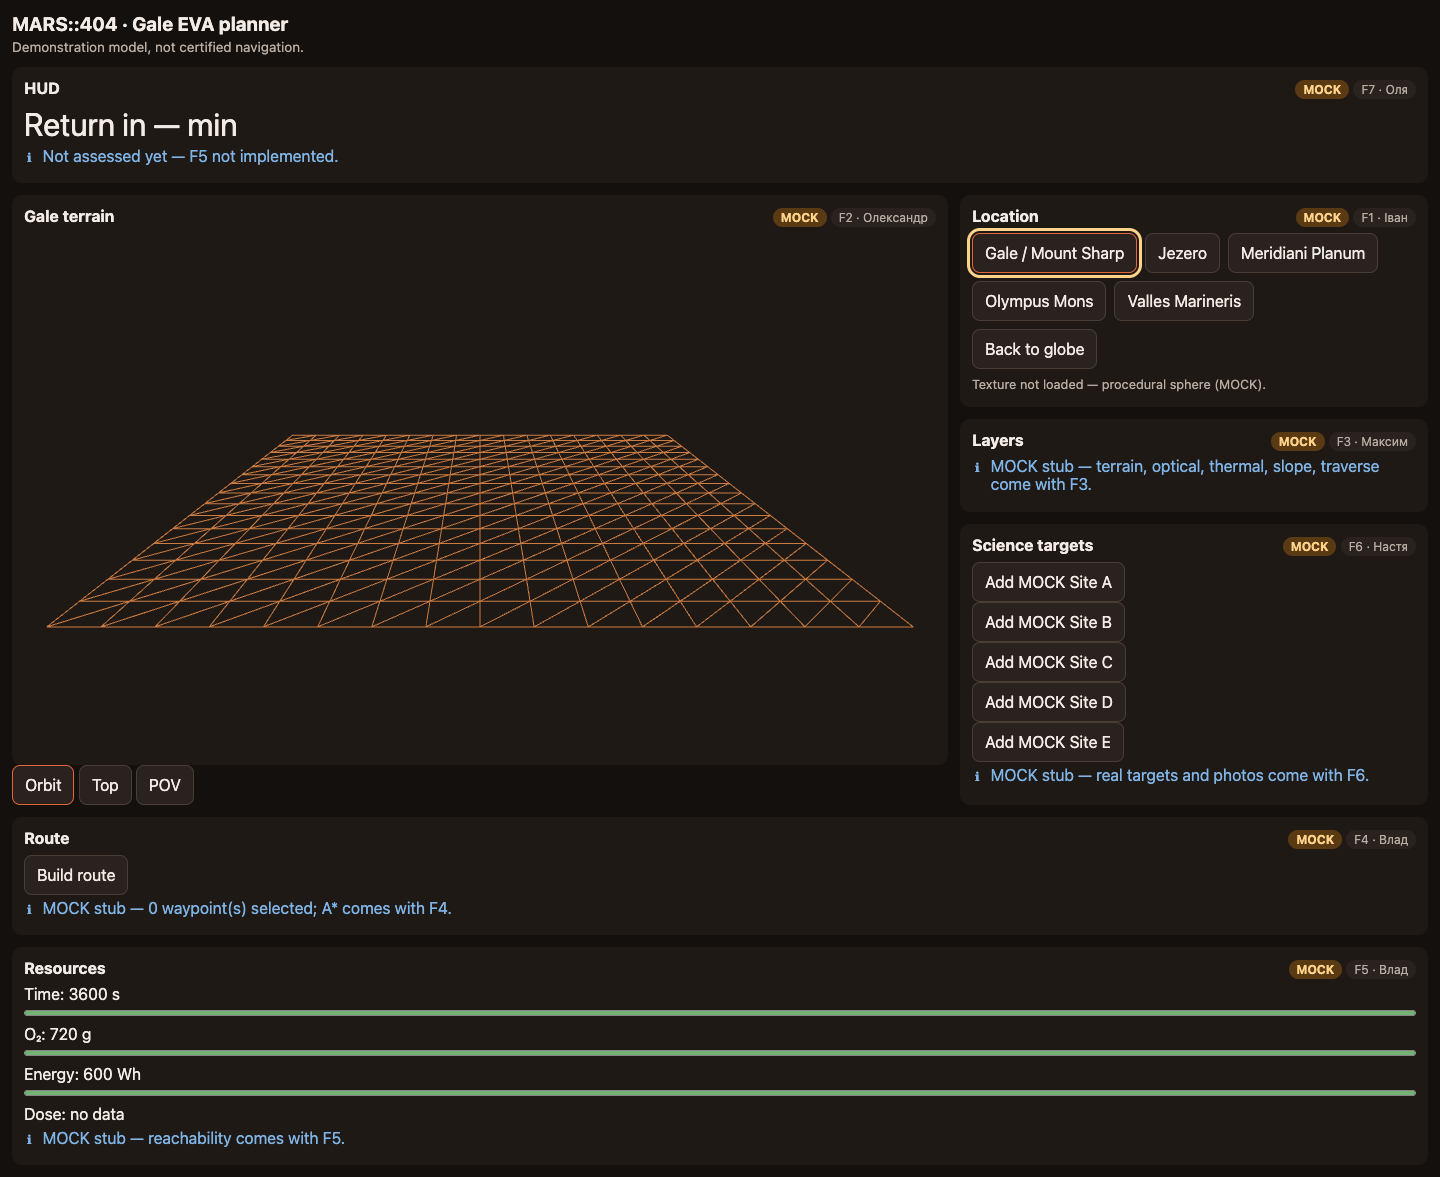 MARS::404 · Gale EVA planner
Demonstration model, not certified navigation.
HUD
MOCK
F7 · Оля
Return in — min
i Not assessed yet — F5 not implemented.
Gale terrain
MOCK
F2 · Олександр
Orbit
Top
POV
Location
MOCK
F1 · Іван
Gale / Mount Sharp
Jezero
Meridiani Planum
Olympus Mons
Valles Marineris
Back to globe
Texture not loaded — procedural sphere (MOCK).
Layers
MOCK
F3 · Максим
i MOCK stub — terrain, optical, thermal, slope, traverse
come with F3.
Science targets
MOCK
F6 · Настя
Add MOCK Site A
Add MOCK Site B
Add MOCK Site C
Add MOCK Site D
Add MOCK Site E
i MOCK stub — real targets and photos come with F6.
Route
MOCK
F4 · Влад
Build route
i MOCK stub — 0 waypoint(s) selected; A* comes with F4.
Resources
MOCK
F5 · Влад
Time: 3600 s
O₂: 720 g
Energy: 600 Wh
Dose: no data
i MOCK stub — reachability comes with F5.